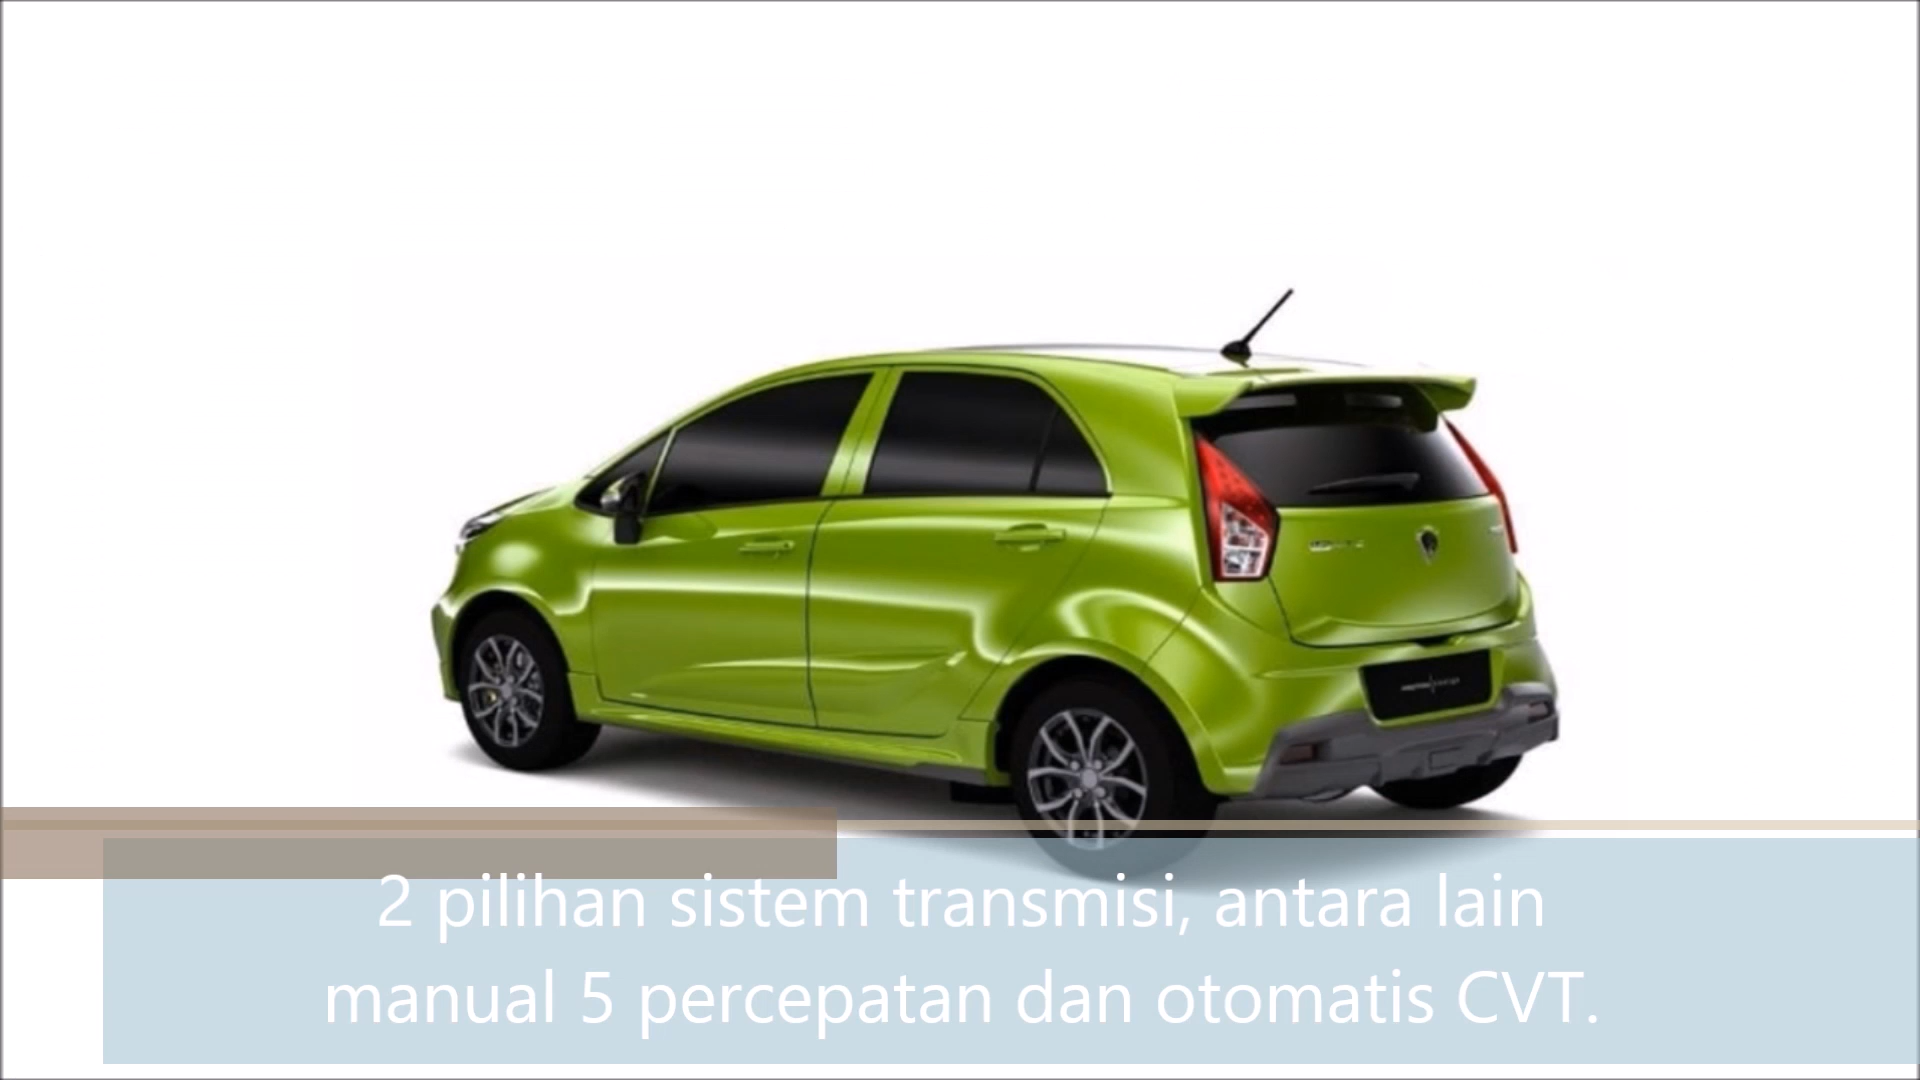 2 pilihan sistem transmisi, antara lain
manual 5 percepatan dan otomatis CVT.